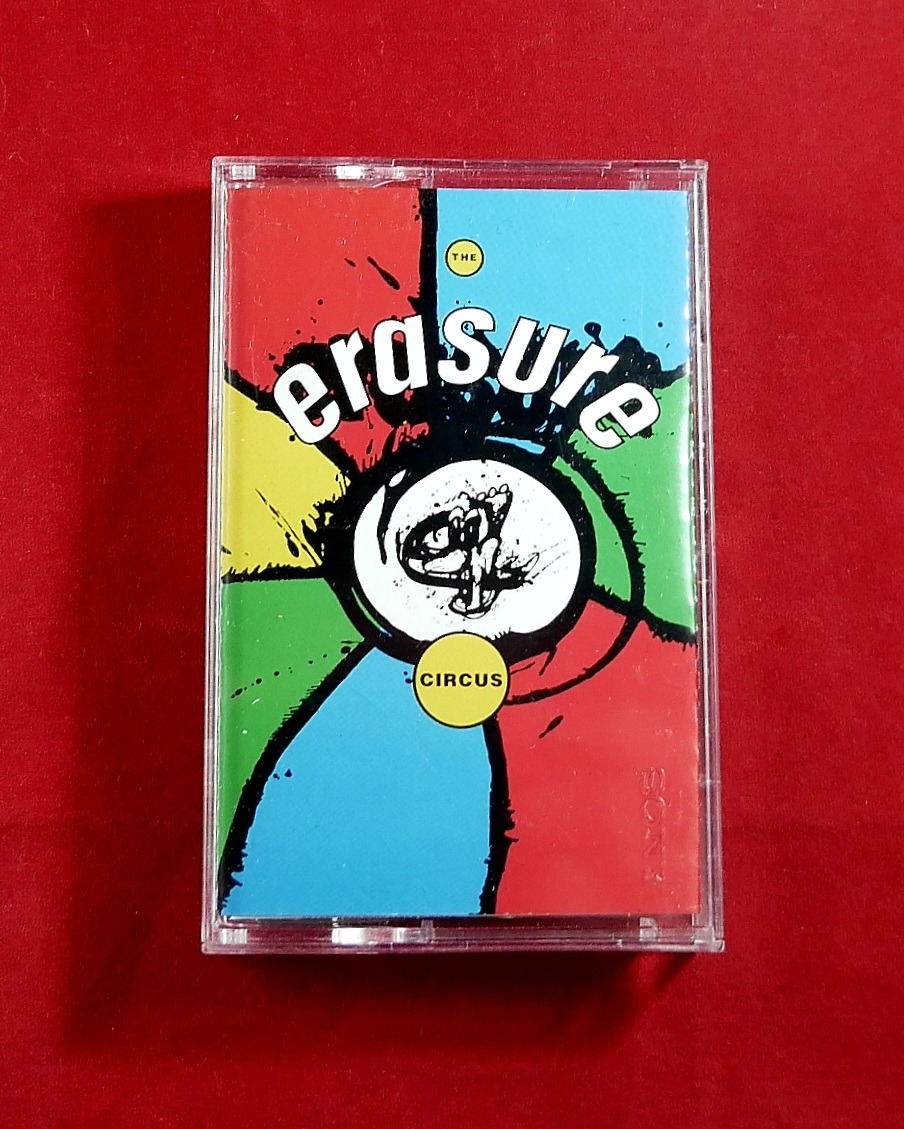 THE
erasure
CIRCUS
SONY